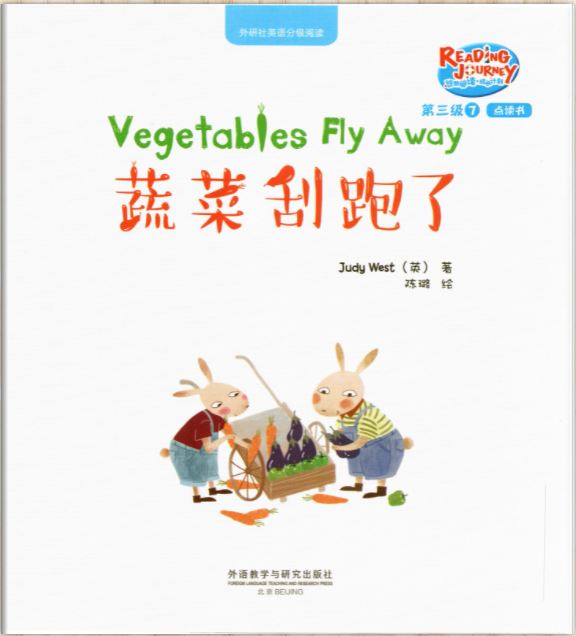 外研社英语分级阅读
READING
JOURNEY
第三级 7 点读书
Vegetables Fly Away
蔬菜刮跑了
Judy West（英） 著
陈璐 绘
外语教学与研究出版社
FOREIGN LANGUAGE TEACHING AND RESEARCH PRESS
北京 BEIJING